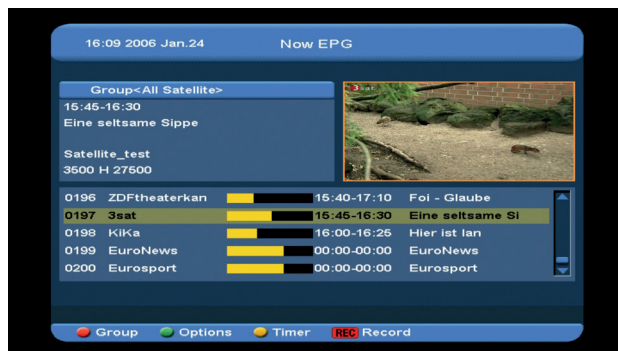 16:09 2006 Jan.24 Now EPG
Group<All Satellite>
15:45-16:30
Eine seltsame Sippe
Satellite_test
3500 H 27500
3sat
0196 ZDFtheaterkan 15:40-17:10 Foi - Glaube
0197 3sat 15:45-16:30 Eine seltsame Si
0198 KiKa 16:00-16:25 Hier ist Ian
0199 EuroNews 00:00-00:00 EuroNews
0200 Eurosport 00:00-00:00 Eurosport
Group Options Timer REC Record